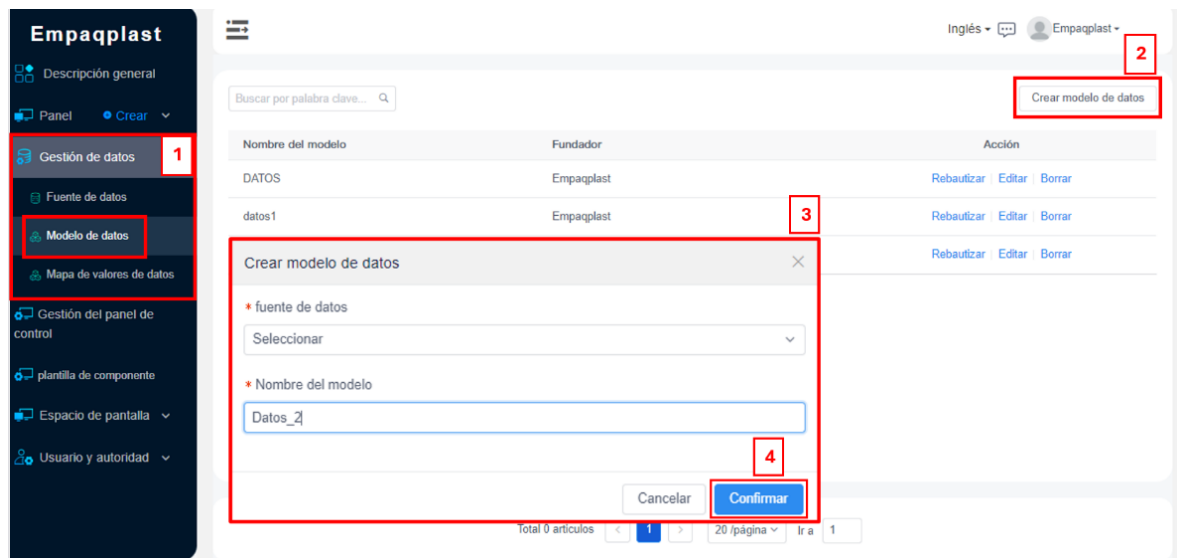 Empaqplast
Descripción general
Panel Crear
1
Gestión de datos
Fuente de datos
Modelo de datos
Mapa de valores de datos
Gestión del panel de
control
plantilla de componente
Espacio de pantalla
Usuario y autoridad
Inglés Empaqplast
2
Buscar por palabra clave...
Crear modelo de datos
Nombre del modelo Fundador Acción
DATOS Empaqplast Rebautizar Editar Borrar
datos1 Empaqplast Rebautizar Editar Borrar
3
Rebautizar Editar Borrar
Crear modelo de datos
* fuente de datos
Seleccionar
* Nombre del modelo
Datos_2
4
Cancelar Confirmar
Total 0 artículos < 1 > 20 /página Ir a 1